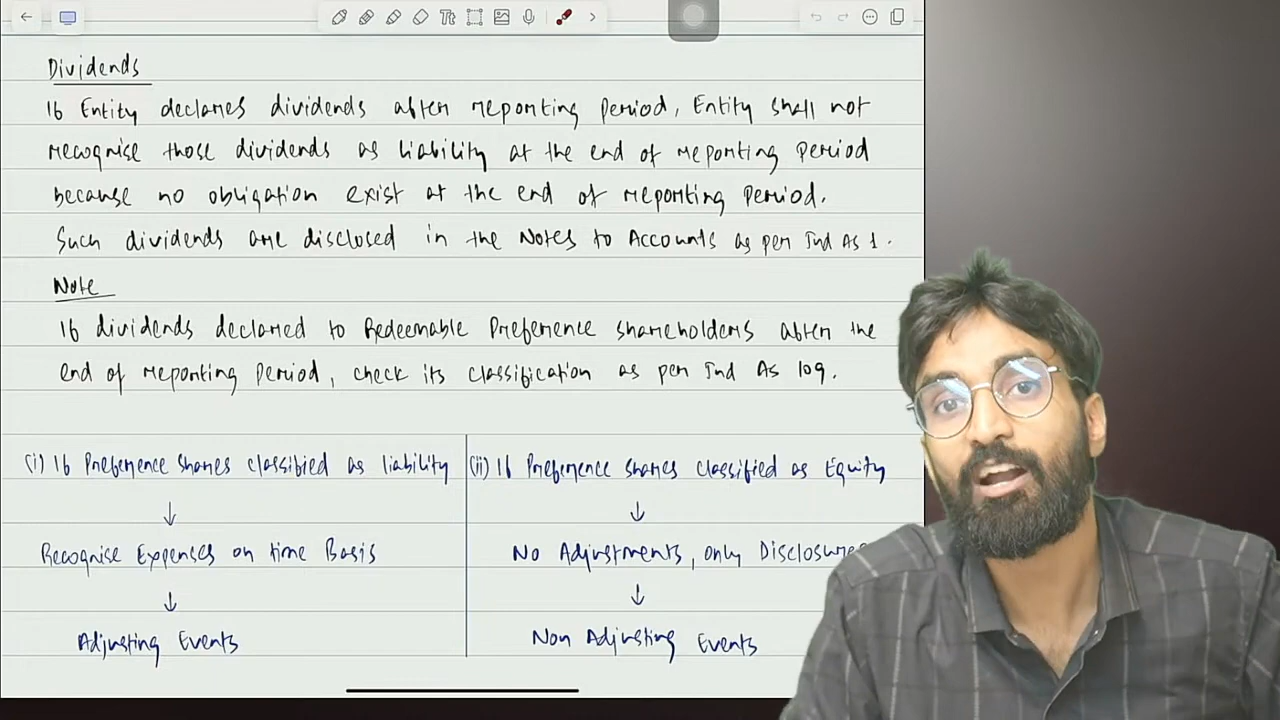 Dividends
If Entity declares dividends after reporting period, Entity shall not
recognise those dividends as liability at the end of reporting period
because no obligation exist at the end of reporting period.
Such dividends are disclosed in the Notes to Accounts as per Ind As 1.
Note
If dividends declared to Redeemable Preference shareholders after the
end of reporting Period, check its classification as per Ind As 109.
(i) If Preference shares classified as liability
↓
Recognise Expenses on time Basis
↓
Adjusting Events
(ii) If Preference shares classified as Equity
↓
No Adjustments, only Disclosures
↓
Non Adjusting Events